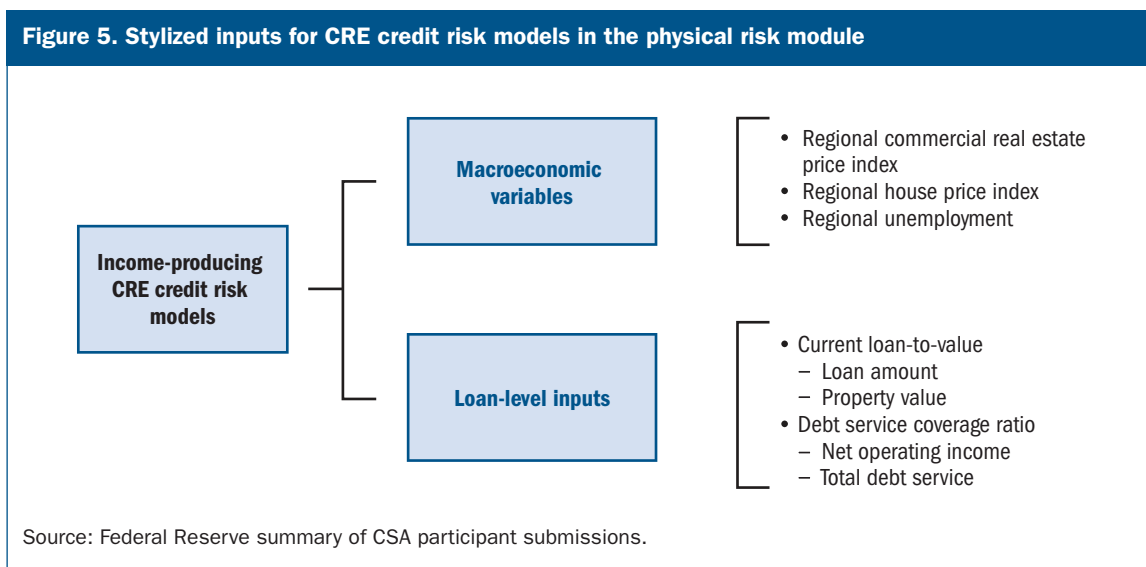 Figure 5. Stylized inputs for CRE credit risk models in the physical risk module
Income-producing
CRE credit risk
models
Macroeconomic
variables
• Regional commercial real estate
price index
• Regional house price index
• Regional unemployment
Loan-level inputs
• Current loan-to-value
– Loan amount
– Property value
• Debt service coverage ratio
– Net operating income
– Total debt service
Source: Federal Reserve summary of CSA participant submissions.